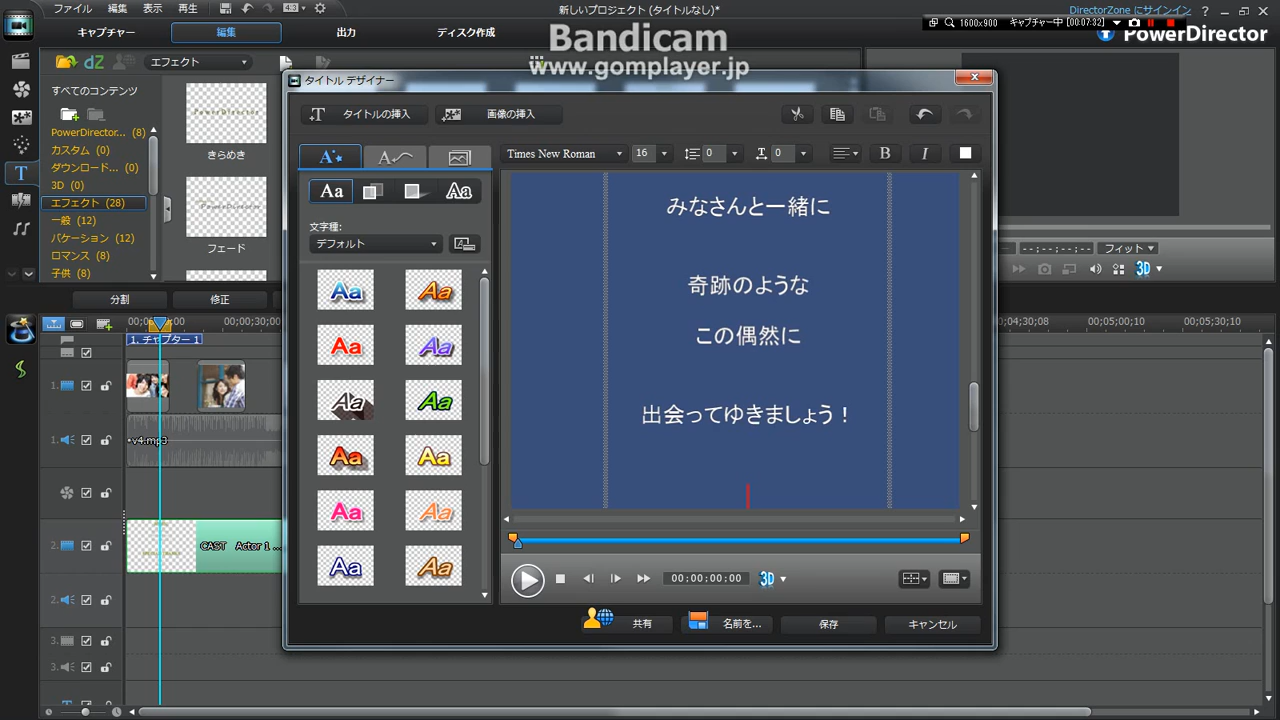 ファイル 編集 表示 再生
新しいプロジェクト (タイトルなし)*
DirectorZone にサインイン
1600x900 キャプチャー中 [00:07:32]
キャプチャー 編集 出力 ディスク作成
PowerDirector
Bandicam
www.gomplayer.jp
エフェクト
すべてのコンテンツ
PowerDirector... (8)
カスタム (0)
ダウンロード... (0)
3D (0)
エフェクト (28)
一般 (12)
バケーション (12)
ロマンス (8)
子供 (8)
きらめき
フェード
分割 修正
タイトル デザイナー
タイトルの挿入 画像の挿入
Times New Roman 16 0 0 B I
文字種:
デフォルト
みなさんと一緒に
奇跡のような
この偶然に
出会ってゆきましょう！
00;00;00;00 3D
共有 名前を... 保存 キャンセル
--;--;--;-- フィット
3D
00;00;30;00
00;04;30;08 00;05;00;10 00;05;30;10
1. チャプター 1
1.
1.
v4.mp3
2.
CAST Actor 1 ...
2.
3.
3.